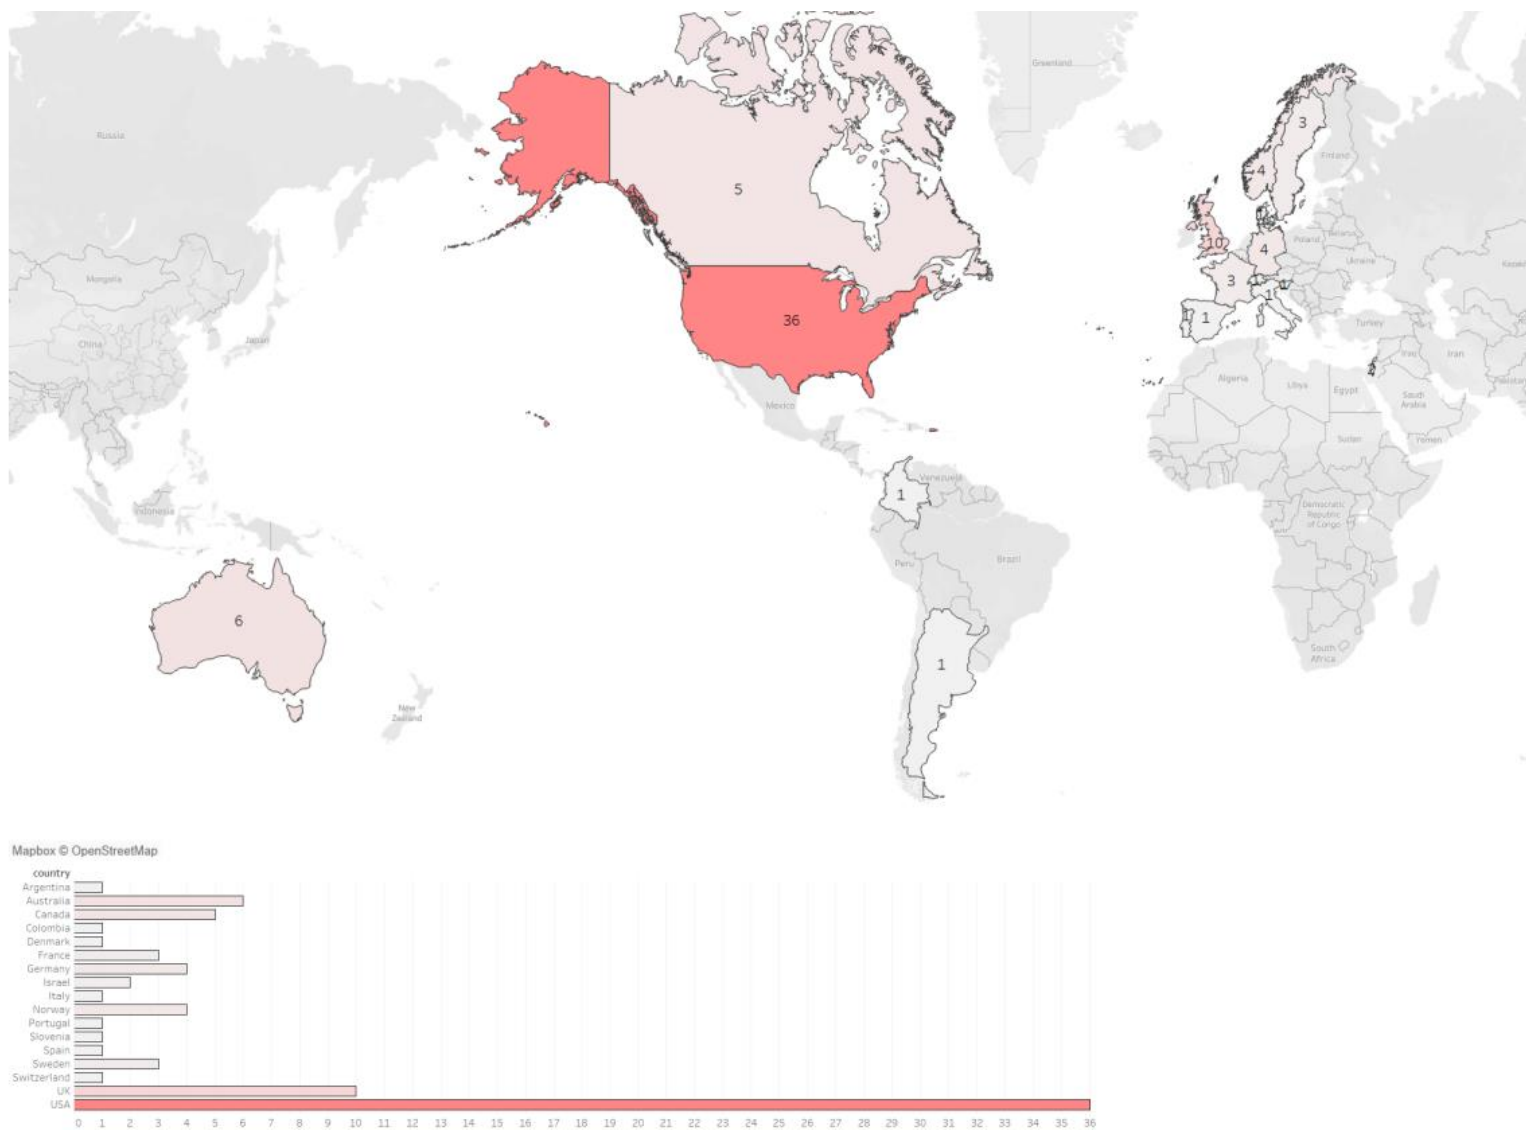 Greenland
Russia
3
Finland
4
5
10
4
Poland
Belarus
Ukraine
Mongolia
3
1
1
1
1
1
36
Turkey
China
Japan
Iraq
Iran
Algeria
Libya
Egypt
Saudi
Arabia
Pakistan
Mexico
Sudan
Yemen
Venezuela
1
Indonesia
Democratic
Republic
of Congo
Peru
Brazil
6
South
Africa
1
New
Zealand
Mapbox © OpenStreetMap
country
Argentina
Australia
Canada
Colombia
Denmark
France
Germany
Israel
Italy
Norway
Portugal
Slovenia
Spain
Sweden
Switzerland
UK
USA
0 1 2 3 4 5 6 7 8 9 10 11 12 13 14 15 16 17 18 19 20 21 22 23 24 25 26 27 28 29 30 31 32 33 34 35 36